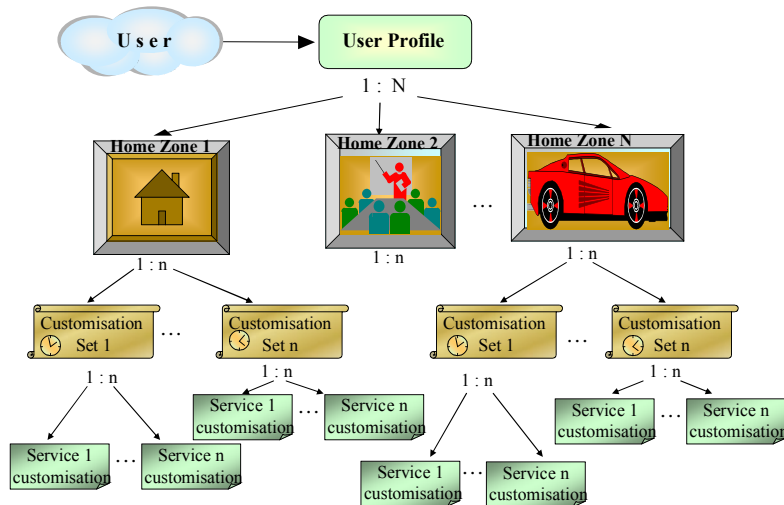 U s e r
User Profile
1 : N
Home Zone 1
Home Zone 2
Home Zone N
...
1 : n
1 : n
1 : n
Customisation
Set 1
...
Customisation
Set n
Customisation
Set 1
...
Customisation
Set n
1 : n
1 : n
1 : n
1 : n
Service 1
customisation
...
Service n
customisation
Service 1
customisation
...
Service n
customisation
Service 1
customisation
...
Service n
customisation
Service 1
customisation
...
Service n
customisation